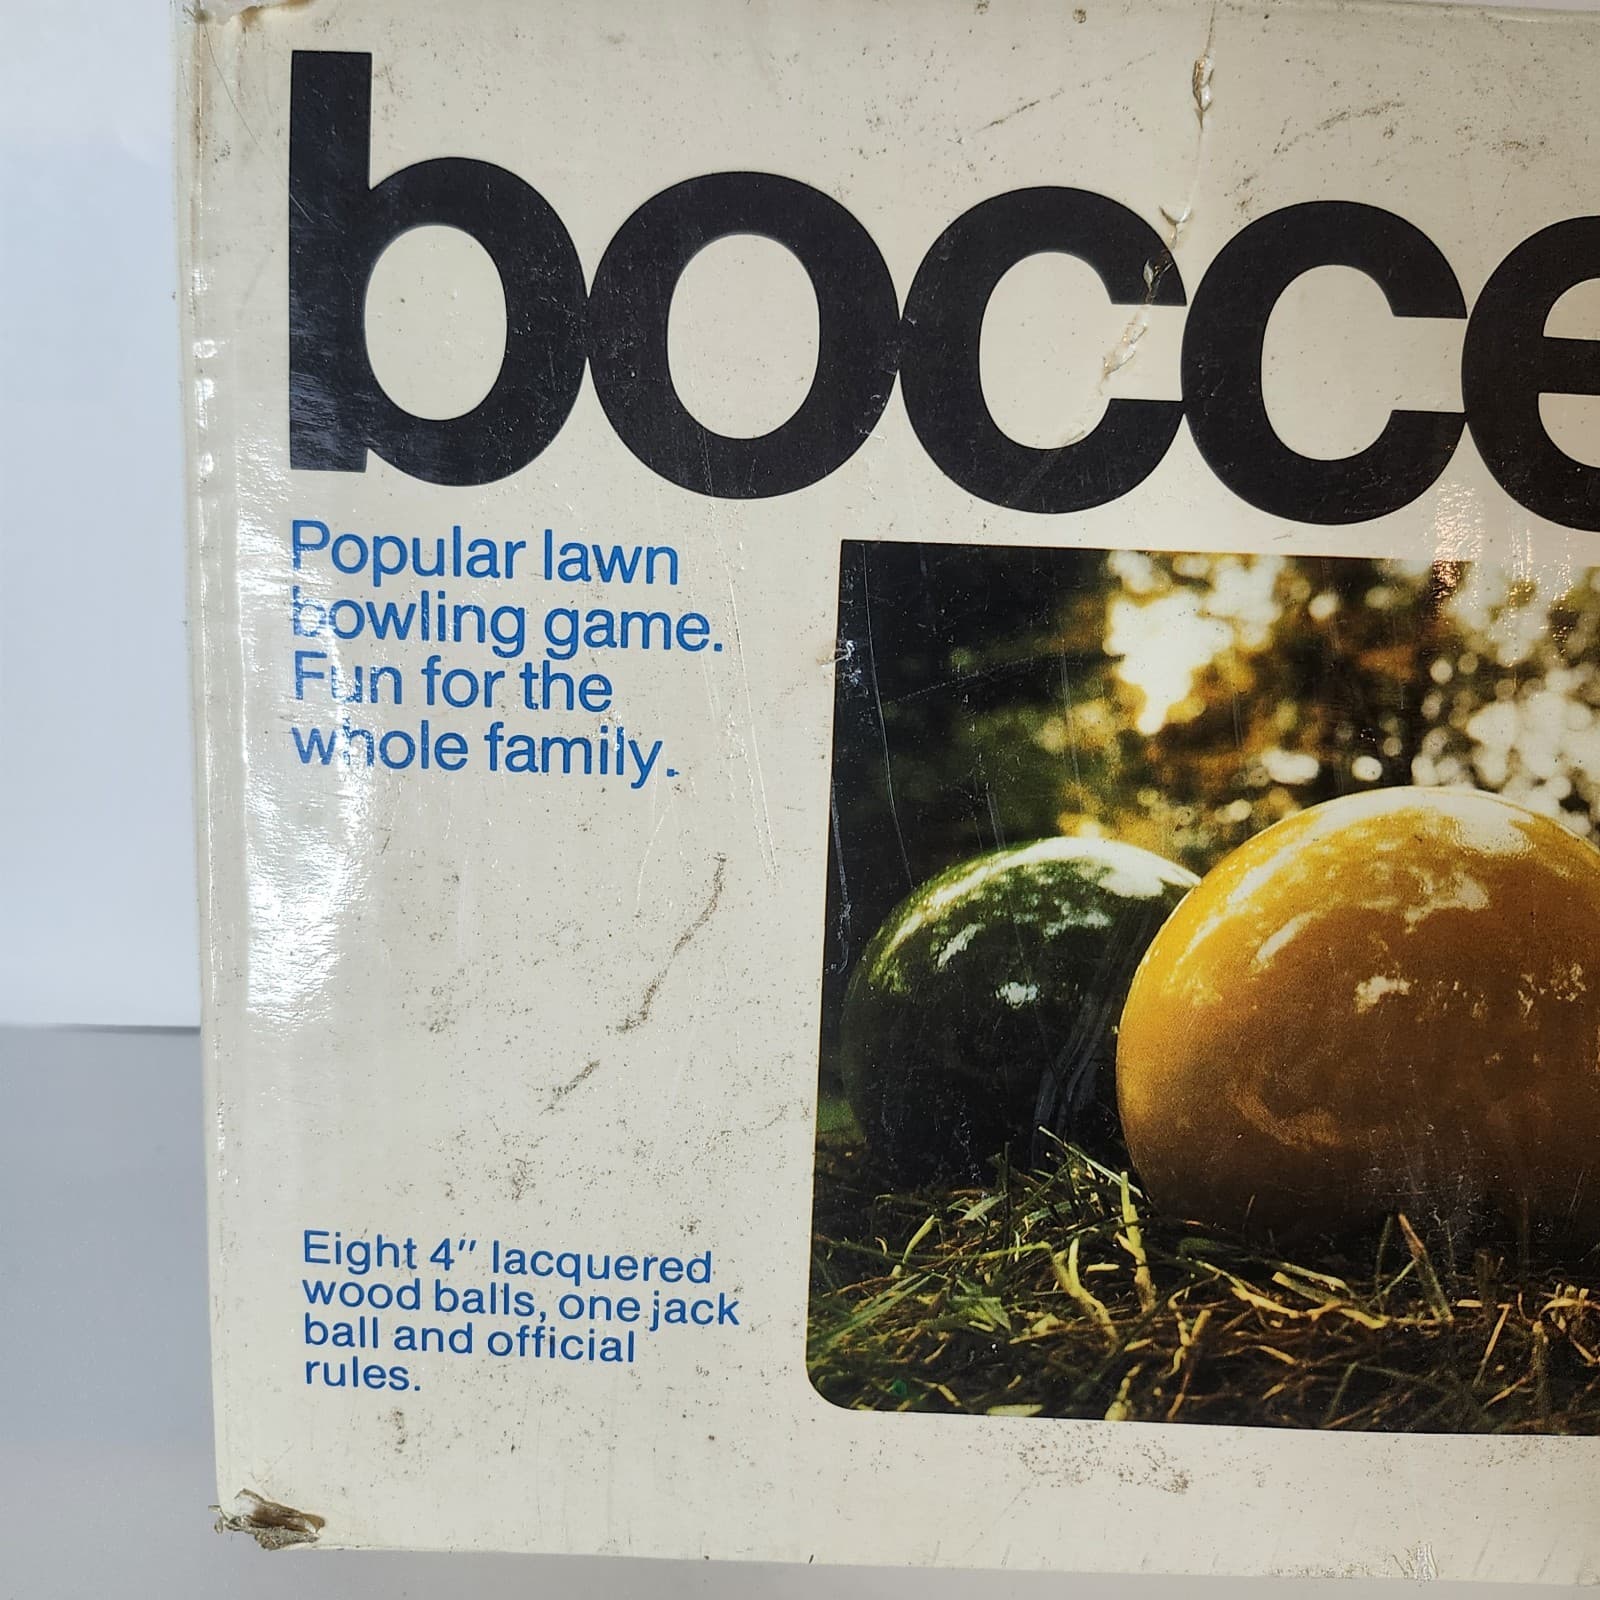 bocce
Popular lawn
bowling game.
Fun for the
whole family.
Eight 4″ lacquered
wood balls, one jack
ball and official
rules.